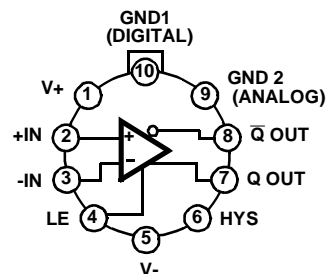 GND1
(DIGITAL)
10
V+
1
GND 2
(ANALOG)
9
+IN
2
+
8
Q̅ OUT
-IN
3
−
7
Q OUT
LE
4
6
HYS
5
V-